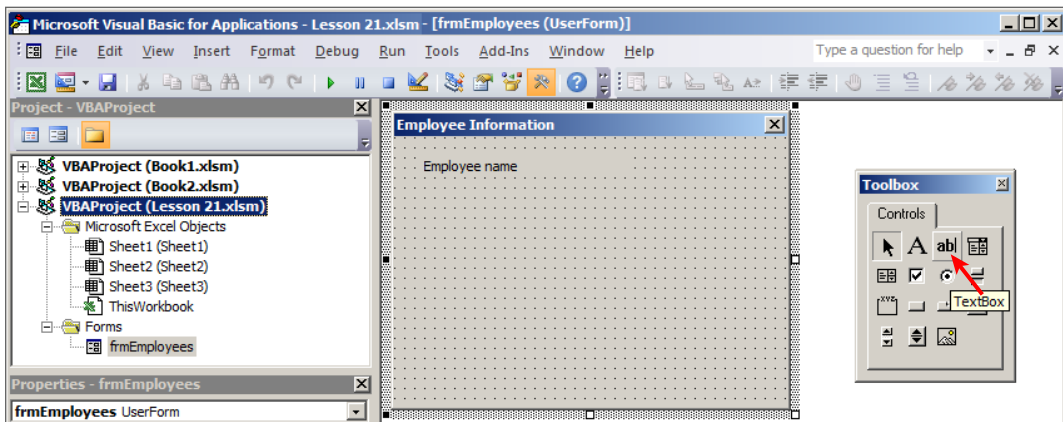 Microsoft Visual Basic for Applications - Lesson 21.xlsm - [frmEmployees (UserForm)]
File Edit View Insert Format Debug Run Tools Add-Ins Window Help Type a question for help
Project - VBAProject
VBAProject (Book1.xlsm)
VBAProject (Book2.xlsm)
VBAProject (Lesson 21.xlsm)
Microsoft Excel Objects
Sheet1 (Sheet1)
Sheet2 (Sheet2)
Sheet3 (Sheet3)
ThisWorkbook
Forms
frmEmployees
Properties - frmEmployees
frmEmployees UserForm
Employee Information
Employee name
Toolbox
Controls
A ab|
TextBox
xyz